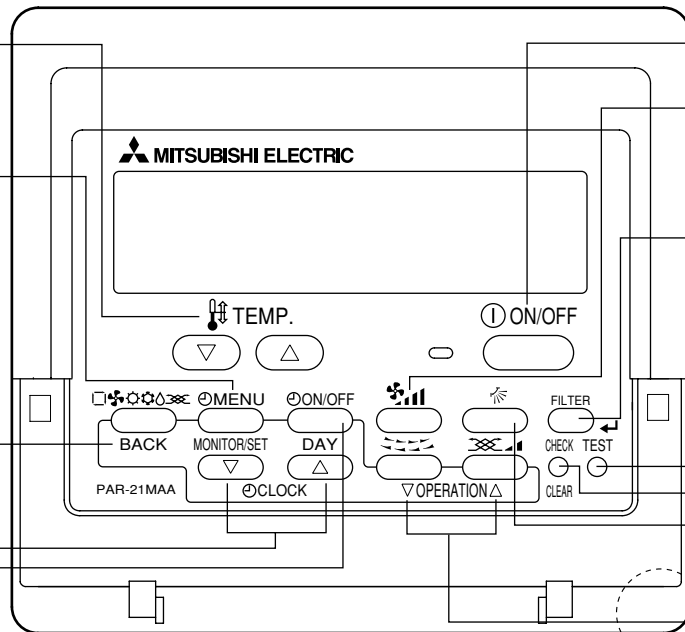 MITSUBISHI ELECTRIC
TEMP.
ON/OFF
MENU
ON/OFF
FILTER
BACK
MONITOR/SET
DAY
CHECK
TEST
PAR-21MAA
CLOCK
OPERATION
CLEAR